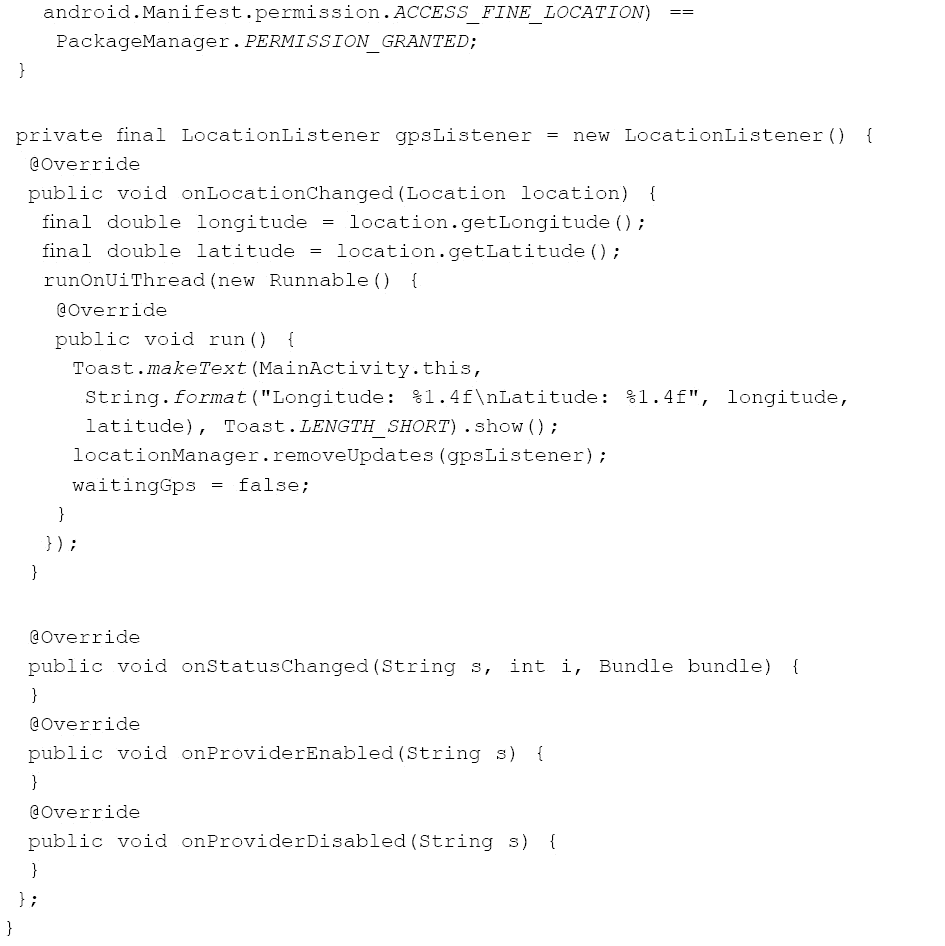 android.Manifest.permission.ACCESS_FINE_LOCATION) ==
PackageManager.PERMISSION_GRANTED;
}
private final LocationListener gpsListener = new LocationListener() {
@Override
public void onLocationChanged(Location location) {
final double longitude = location.getLongitude();
final double latitude = location.getLatitude();
runOnUiThread(new Runnable() {
@Override
public void run() {
Toast.makeText(MainActivity.this,
String.format("Longitude: %1.4f\nLatitude: %1.4f", longitude,
latitude), Toast.LENGTH_SHORT).show();
locationManager.removeUpdates(gpsListener);
waitingGps = false;
}
});
}
@Override
public void onStatusChanged(String s, int i, Bundle bundle) {
}
@Override
public void onProviderEnabled(String s) {
}
@Override
public void onProviderDisabled(String s) {
}
};
}